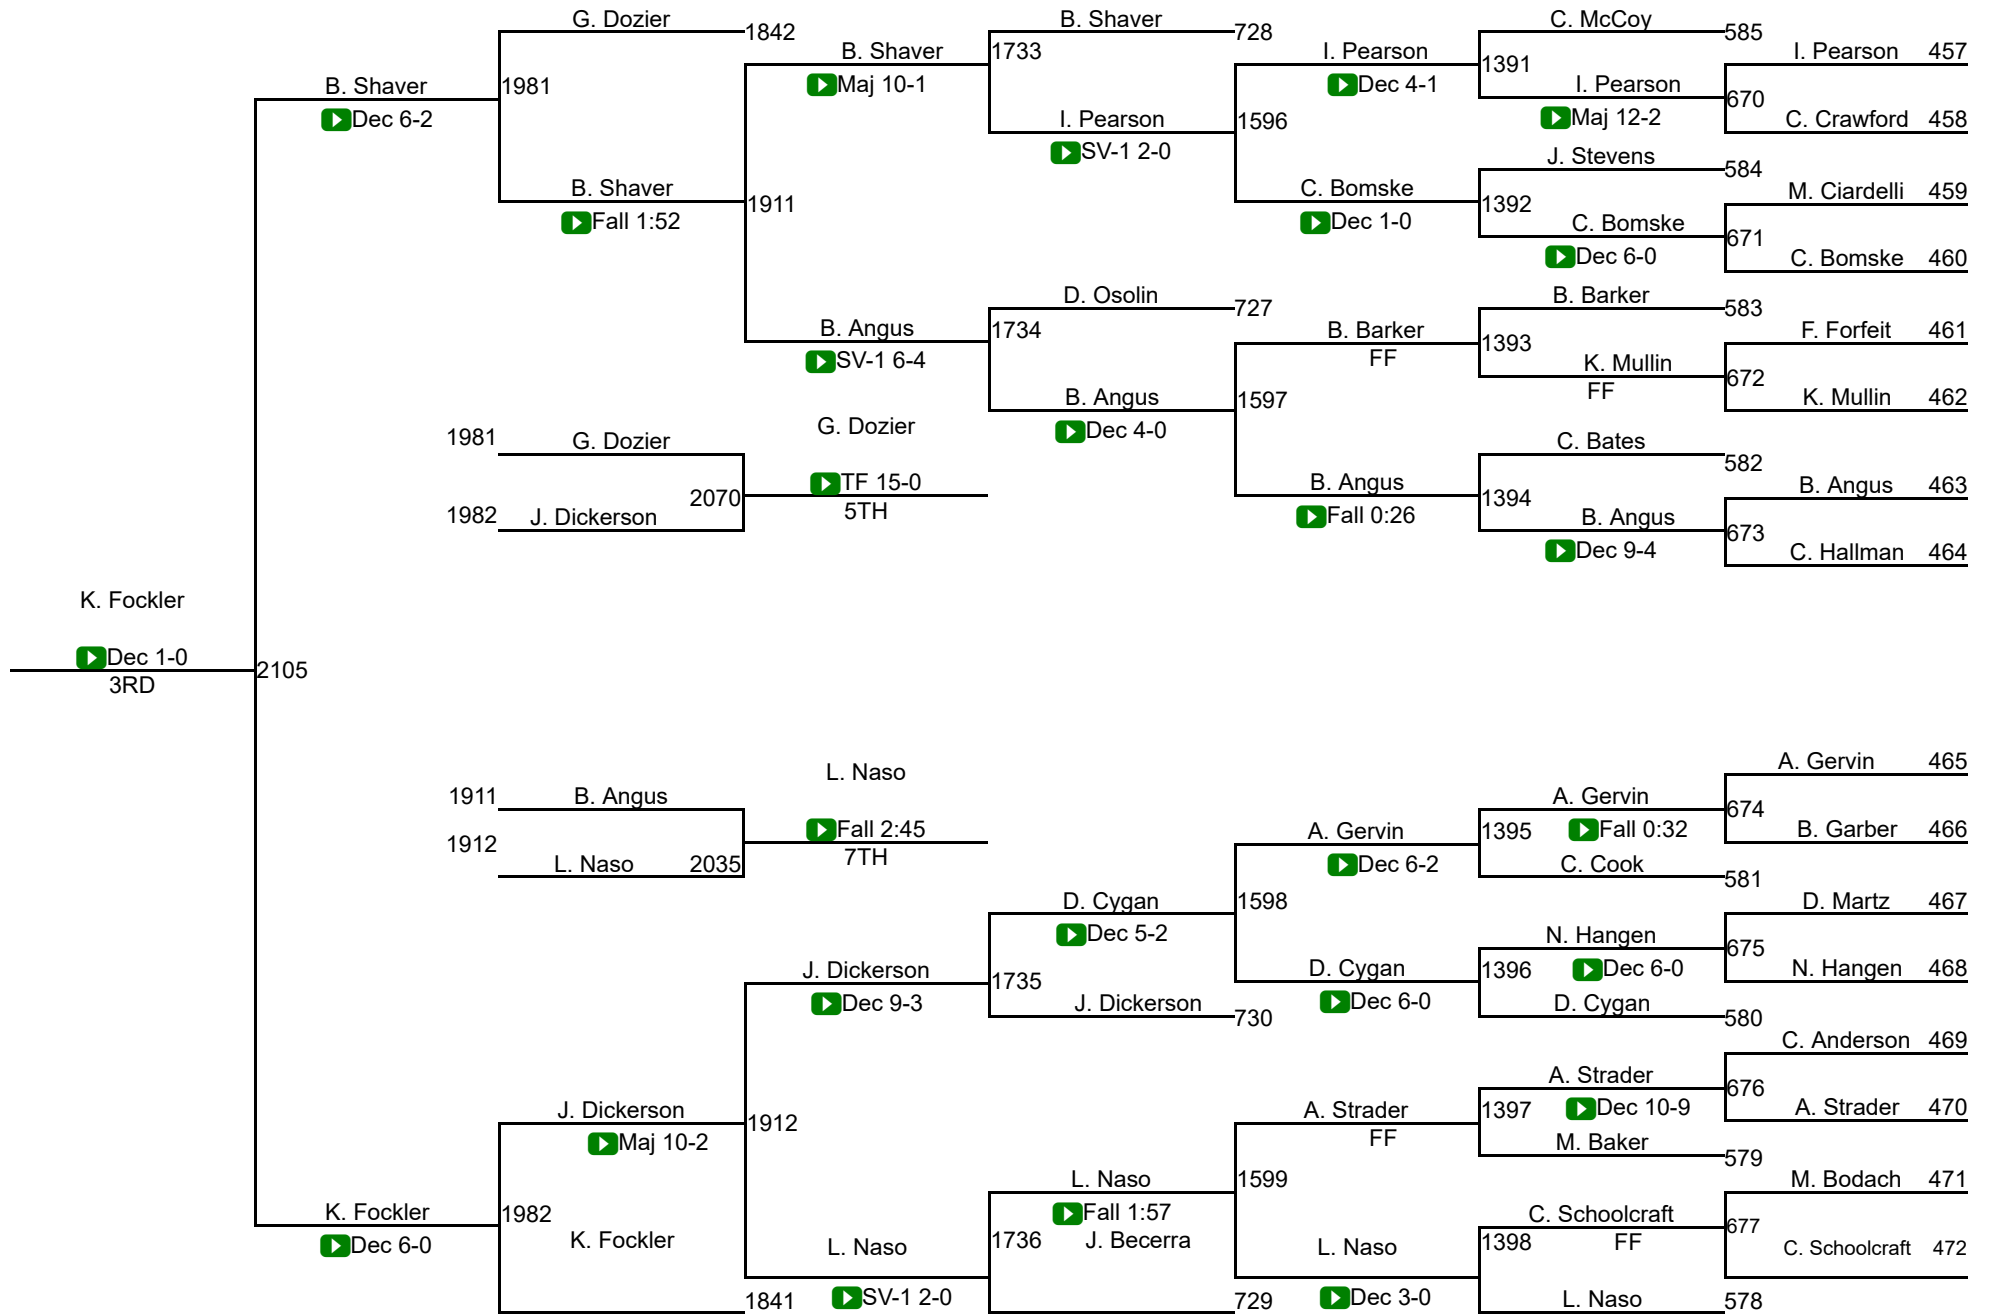 G. Dozier
1842
B. Shaver
Dec 6-2
1981
B. Shaver
Fall 1:52
B. Shaver
Maj 10-1
1911
B. Angus
SV-1 6-4
B. Shaver
728
1733
I. Pearson
SV-1 2-0
D. Osolin
727
1734
B. Angus
Dec 4-0
I. Pearson
Dec 4-1
1596
C. Bomske
Dec 1-0
B. Barker
FF
1597
B. Angus
Fall 0:26
C. McCoy
585
1391
I. Pearson
Maj 12-2
J. Stevens
584
1392
C. Bomske
Dec 6-0
B. Barker
583
1393
K. Mullin
FF
C. Bates
582
1394
B. Angus
Dec 9-4
I. Pearson 457
670
C. Crawford 458
M. Ciardelli 459
671
C. Bomske 460
F. Forfeit 461
672
K. Mullin 462
B. Angus 463
673
C. Hallman 464
1981 G. Dozier
1982 J. Dickerson
2070
G. Dozier
TF 15-0
5TH
K. Fockler
Dec 1-0
3RD
2105
1911 B. Angus
1912 L. Naso
2035
L. Naso
Fall 2:45
7TH
K. Fockler
Dec 6-0
1982
J. Dickerson
Maj 10-2
K. Fockler
1841
1912
J. Dickerson
Dec 9-3
L. Naso
SV-1 2-0
D. Cygan
Dec 5-2
1735
J. Dickerson
730
L. Naso
Fall 1:57
1736
J. Becerra
729
A. Gervin
Dec 6-2
1598
D. Cygan
Dec 6-0
A. Strader
FF
1599
L. Naso
Dec 3-0
A. Gervin
Fall 0:32
1395
C. Cook
581
N. Hangen
Dec 6-0
1396
D. Cygan
580
A. Strader
Dec 10-9
1397
M. Baker
579
C. Schoolcraft
FF
1398
L. Naso
578
A. Gervin 465
674
B. Garber 466
D. Martz 467
675
N. Hangen 468
C. Anderson 469
676
A. Strader 470
M. Bodach 471
677
C. Schoolcraft 472